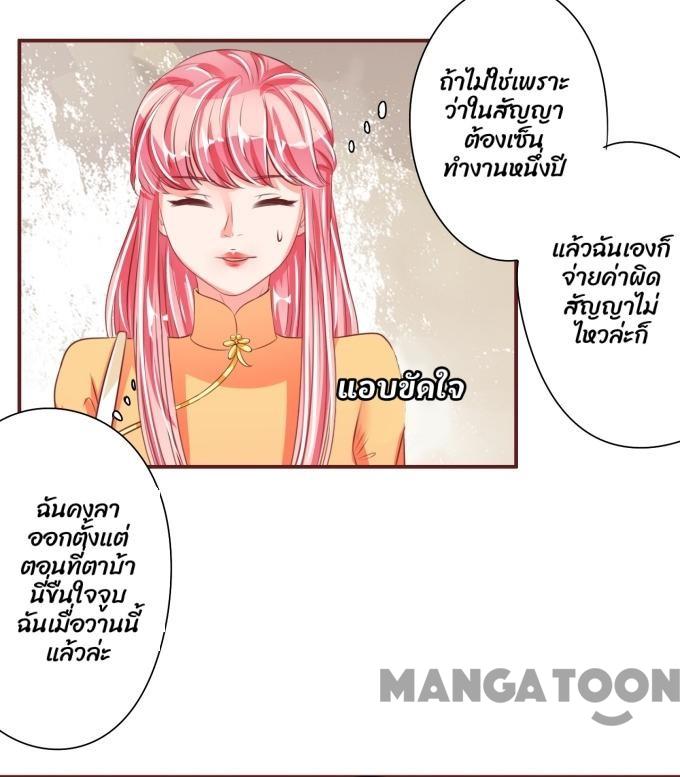 ถ้าไม่ใช่เพราะ
ว่าในสัญญา
ต้องเซ็น
ทำงานหนึ่งปี
แล้วฉันเองก็
จ่ายค่าผิด
สัญญาไม่
ไหวล่ะก็
แอบขัดใจ
ฉันคงลา
ออกตั้งแต่
ตอนที่ตาบ้า
นี่ขืนใจจูบ
ฉันเมื่อวานนี้
แล้วล่ะ
MANGATOON